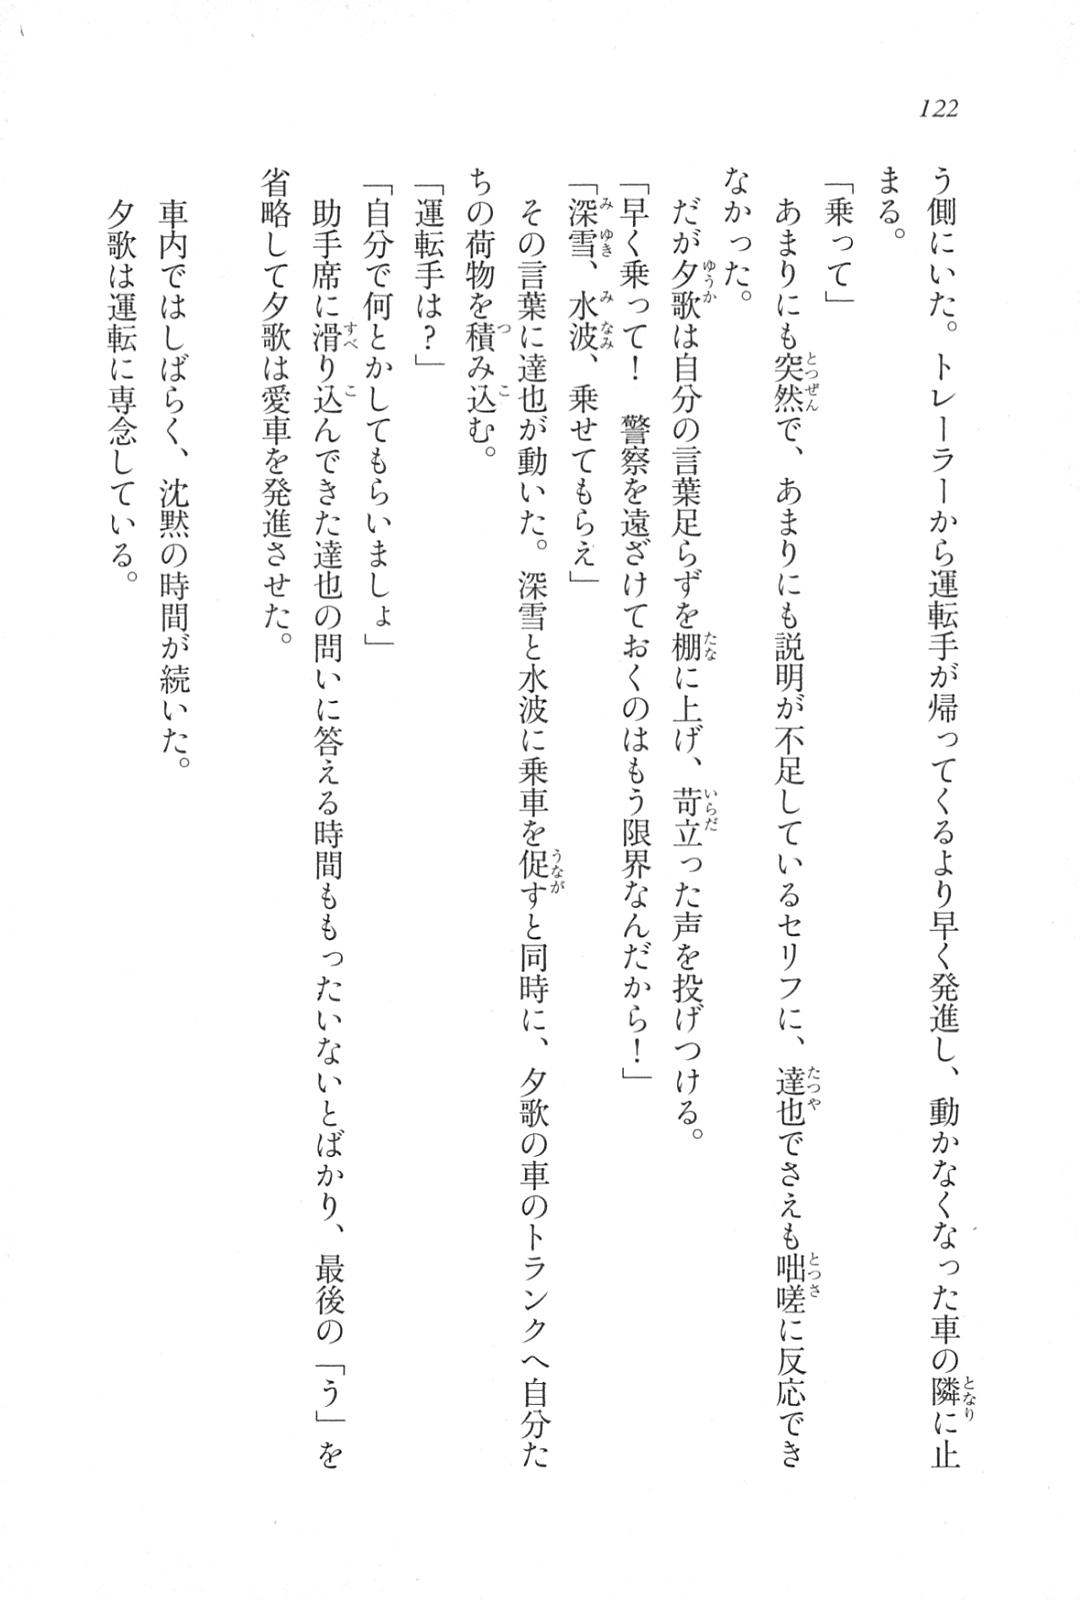 122
う側にいた。トレーラーから運転手が帰ってくるより早く発進し、動かなくなった車の隣に止
まる。
「乗って」
　あまりにも突然で、あまりにも説明が不足しているセリフに、達也でさえも咄嗟に反応でき
なかった。
　だが夕歌は自分の言葉足らずを棚に上げ、苛立った声を投げつける。
「早く乗って！　警察を遠ざけておくのはもう限界なんだから！」
「深雪、水波、乗せてもらえ」
　その言葉に達也が動いた。深雪と水波に乗車を促すと同時に、夕歌の車のトランクへ自分た
ちの荷物を積み込む。
「運転手は？」
「自分で何とかしてもらいましょ」
　助手席に滑り込んできた達也の問いに答える時間ももったいないとばかり、最後の「う」を
省略して夕歌は愛車を発進させた。
　車内ではしばらく、沈黙の時間が続いた。
　夕歌は運転に専念している。